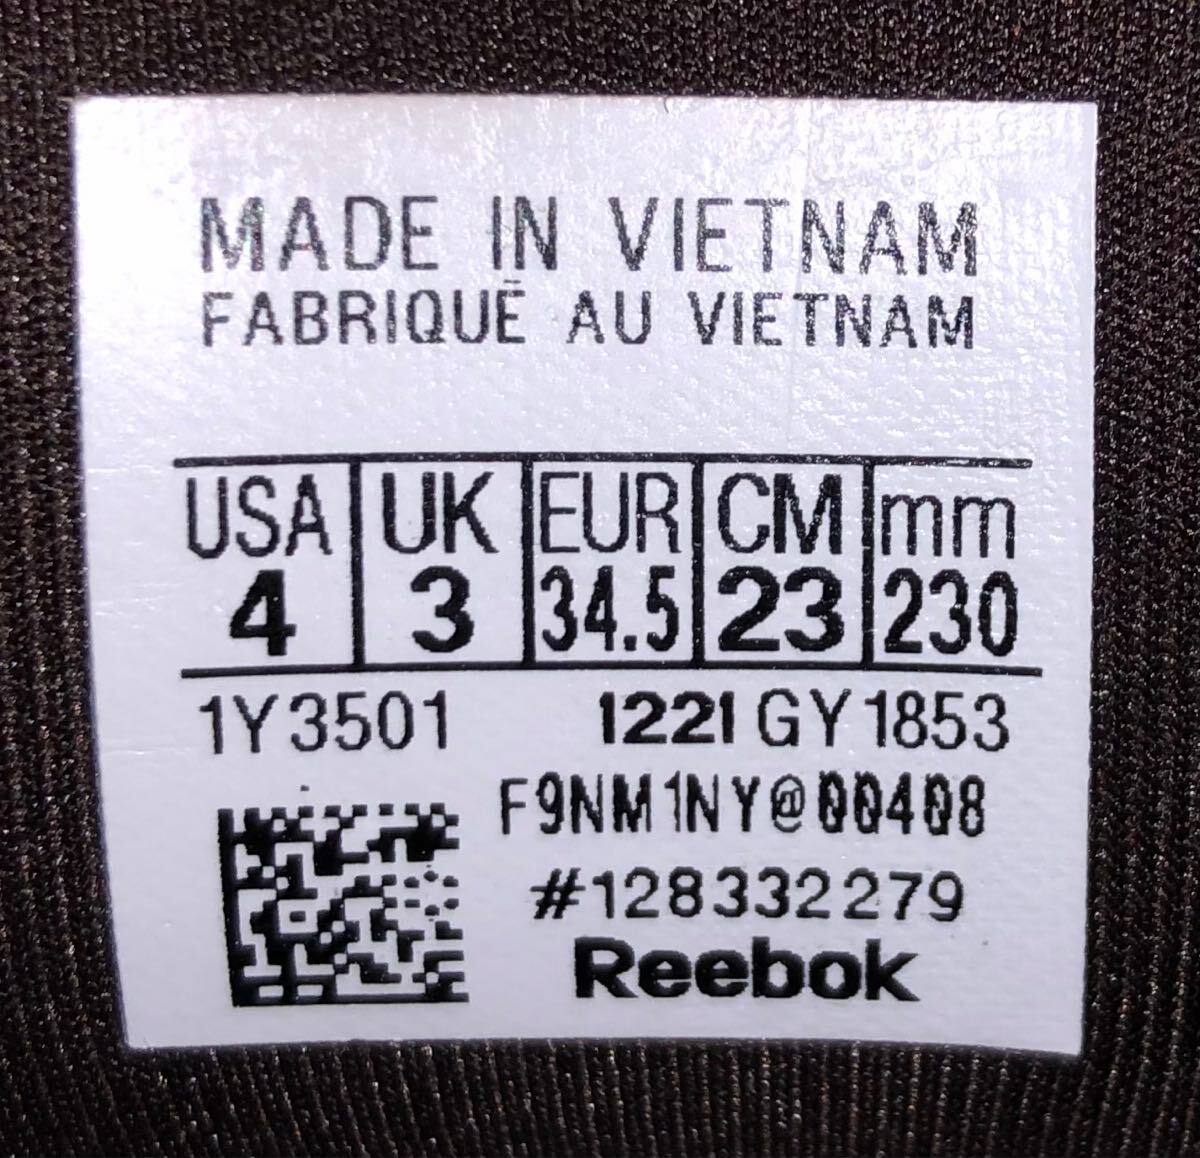 MADE IN VIETNAM
FABRIQUÉ AU VIETNAM
USA UK EUR CM mm
4 3 34.5 23 230
1Y3501 1221 GY1853
F9NM1NY@00408
#128332279
Reebok